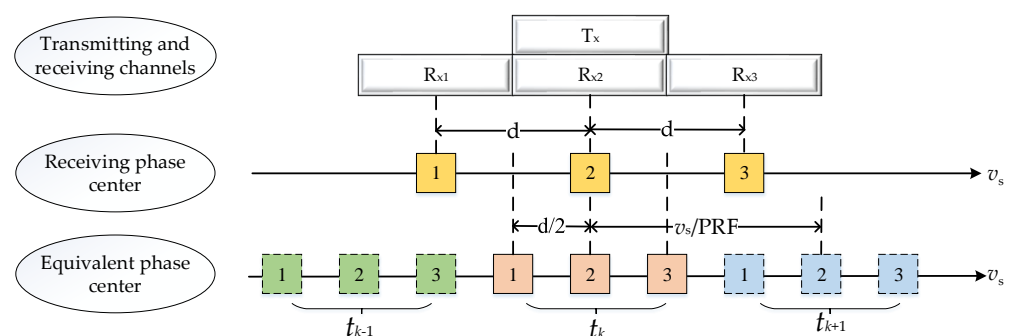 Transmitting and
receiving channels
Tx
Rx1 Rx2 Rx3
d d
Receiving phase
center
1 2 3 vs
d/2 vs/PRF
Equivalent phase
center
1 2 3 1 2 3 1 2 3 vs
tk-1 tk tk+1